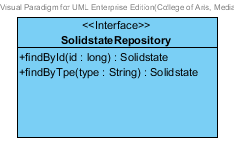 Visual Paradigm for UML Enterprise Edition(College of Arts, Media
<<Interface>>
SolidstateRepository
+findById(id : long) : Solidstate
+findByTpe(type : String) : Solidstate